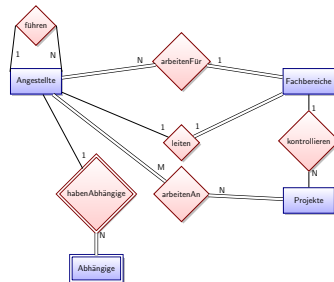 führen
1
N
N
arbeitenFür
1
Angestellte
Fachbereiche
1
leiten
1
1
kontrollieren
M
1
N
arbeitenAn
N
habenAbhängige
Projekte
N
Abhängige